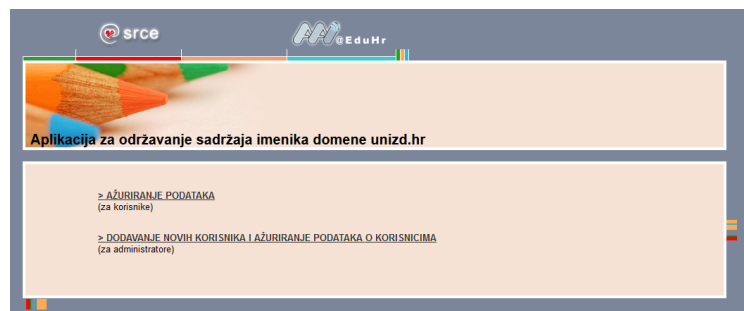 srce
AAI@EduHr
Aplikacija za održavanje sadržaja imenika domene unizd.hr
> AŽURIRANJE PODATAKA
(za korisnike)
> DODAVANJE NOVIH KORISNIKA I AŽURIRANJE PODATAKA O KORISNICIMA
(za administratore)